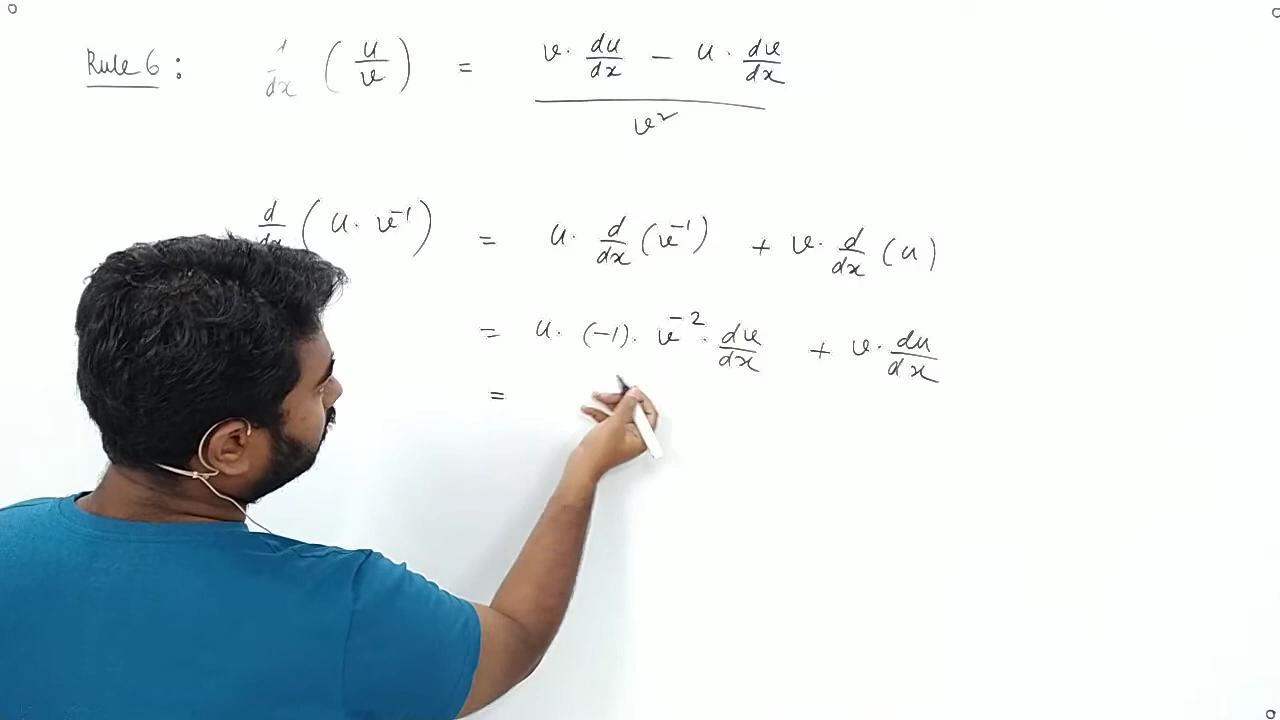 Rule 6 : d/dx ( u/v ) = (v · du/dx − u · dv/dx) / v²
d/dx ( u · v⁻¹ ) = u · d/dx (v⁻¹) + v · d/dx (u)
= u · (−1) · v⁻² · dv/dx + v · du/dx
=